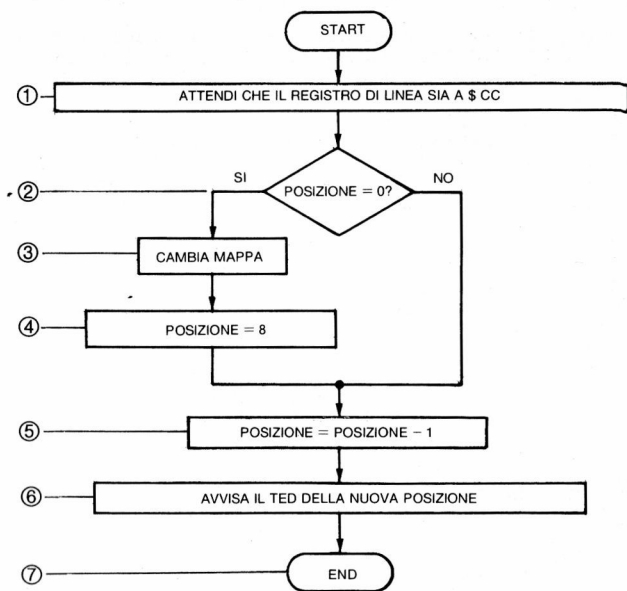 START
① ATTENDI CHE IL REGISTRO DI LINEA SIA A $ CC
SI
NO
② POSIZIONE = 0?
③ CAMBIA MAPPA
④ POSIZIONE = 8
⑤ POSIZIONE = POSIZIONE – 1
⑥ AVVISA IL TED DELLA NUOVA POSIZIONE
⑦ END